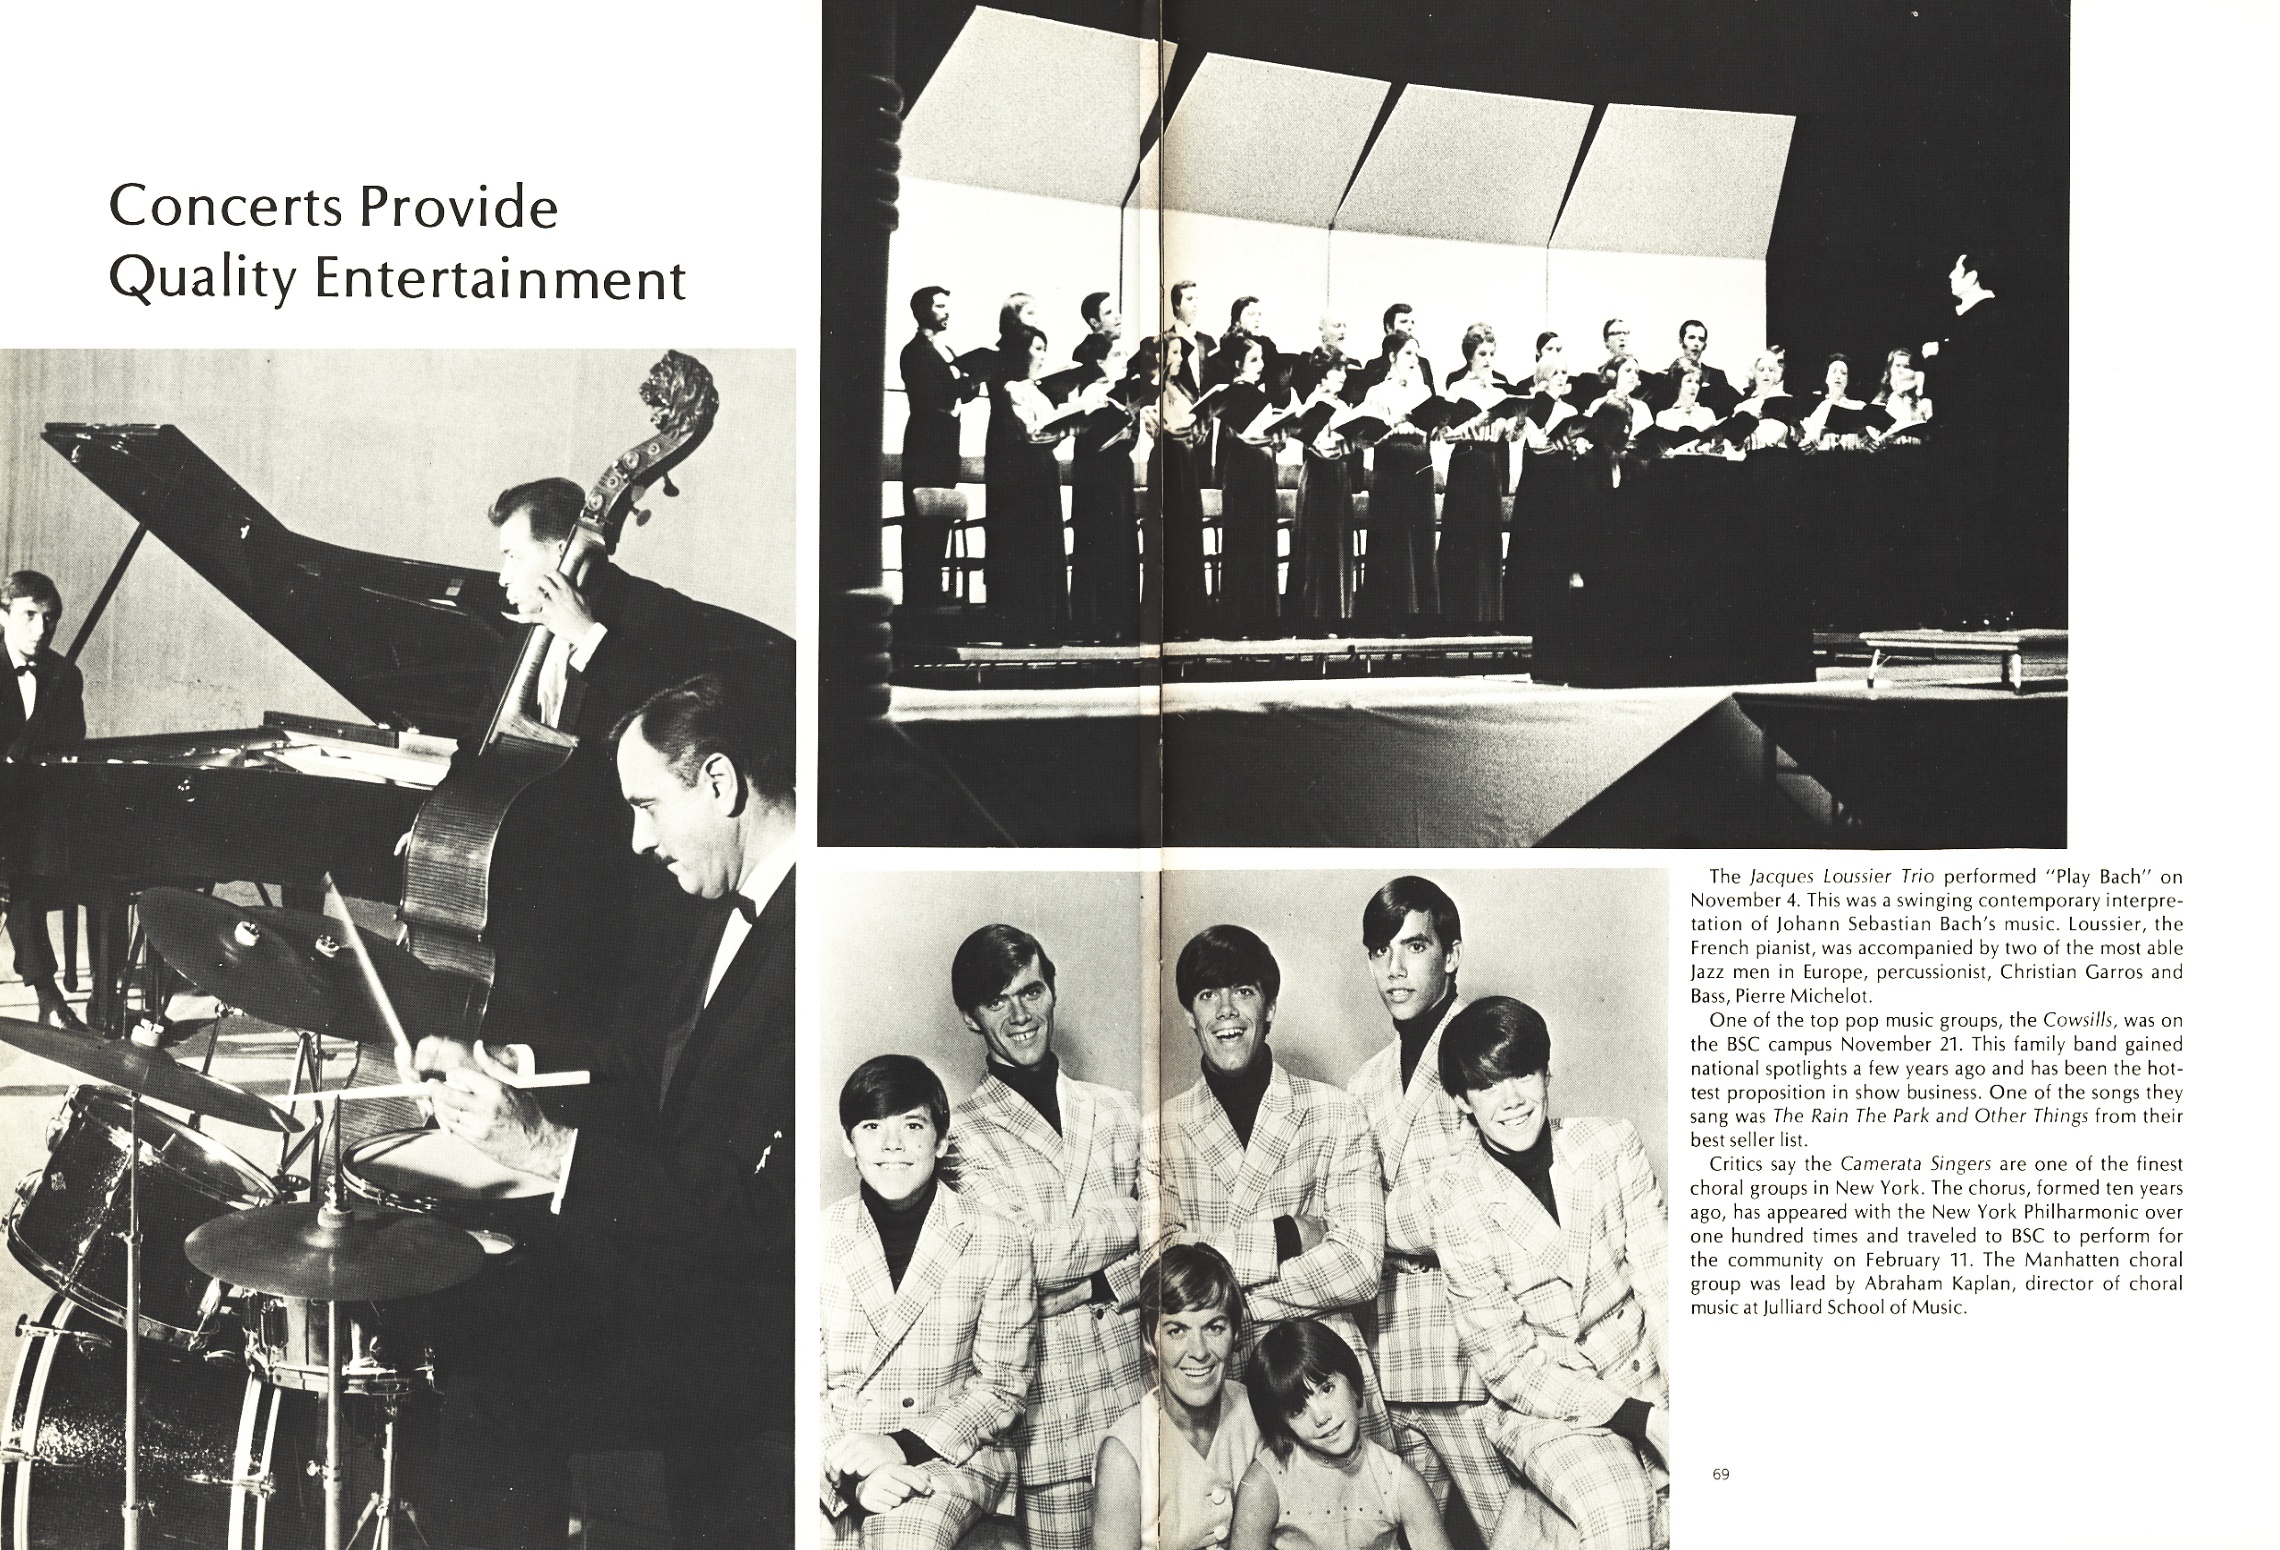 Concerts Provide
Quality Entertainment
The Jacques Loussier Trio performed "Play Bach" on
November 4. This was a swinging contemporary interpre-
tation of Johann Sebastian Bach's music. Loussier, the
French pianist, was accompanied by two of the most able
Jazz men in Europe, percussionist, Christian Garros and
Bass, Pierre Michelot.
One of the top pop music groups, the Cowsills, was on
the BSC campus November 21. This family band gained
national spotlights a few years ago and has been the hot-
test proposition in show business. One of the songs they
sang was The Rain The Park and Other Things from their
best seller list.
Critics say the Camerata Singers are one of the finest
choral groups in New York. The chorus, formed ten years
ago, has appeared with the New York Philharmonic over
one hundred times and traveled to BSC to perform for
the community on February 11. The Manhatten choral
group was lead by Abraham Kaplan, director of choral
music at Julliard School of Music.
69